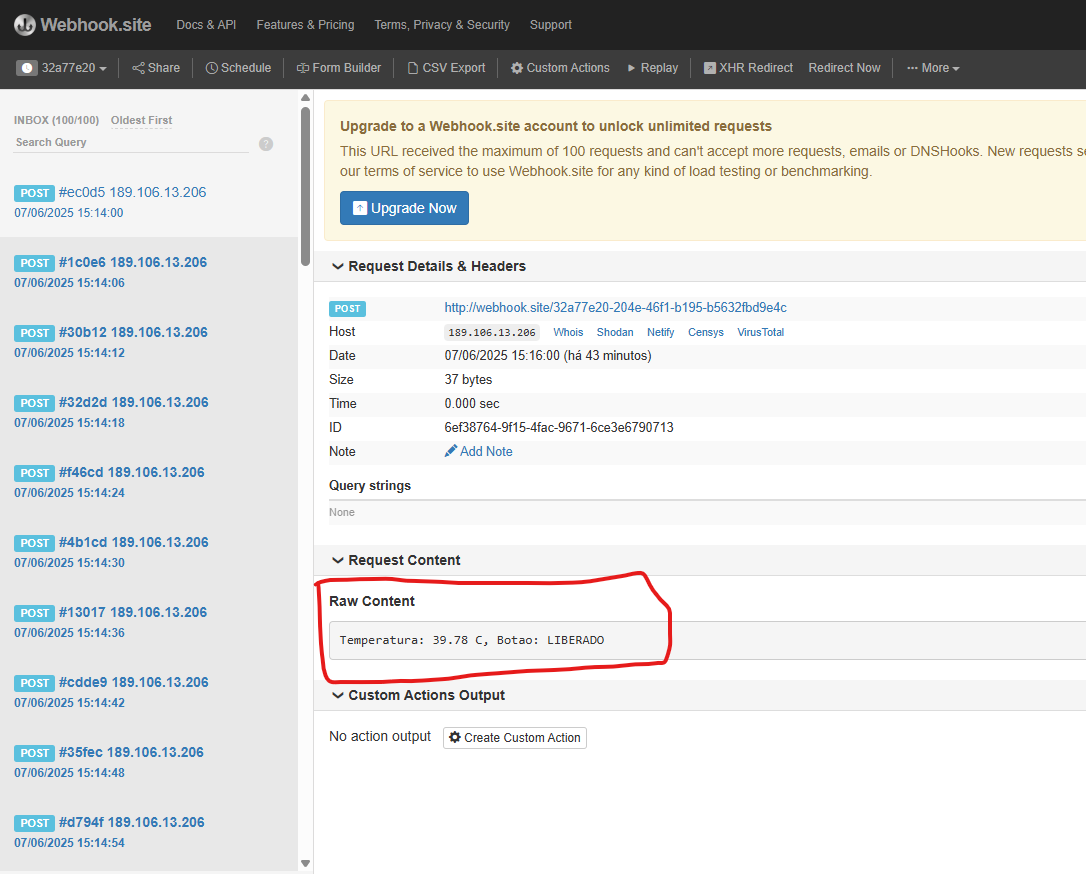 Webhook.site Docs & API Features & Pricing Terms, Privacy & Security Support
32a77e20 Share Schedule Form Builder CSV Export Custom Actions Replay XHR Redirect Redirect Now ··· More
INBOX (100/100) Oldest First
Search Query ?
POST #ec0d5 189.106.13.206
07/06/2025 15:14:00
POST #1c0e6 189.106.13.206
07/06/2025 15:14:06
POST #30b12 189.106.13.206
07/06/2025 15:14:12
POST #32d2d 189.106.13.206
07/06/2025 15:14:18
POST #f46cd 189.106.13.206
07/06/2025 15:14:24
POST #4b1cd 189.106.13.206
07/06/2025 15:14:30
POST #13017 189.106.13.206
07/06/2025 15:14:36
POST #cdde9 189.106.13.206
07/06/2025 15:14:42
POST #35fec 189.106.13.206
07/06/2025 15:14:48
POST #d794f 189.106.13.206
07/06/2025 15:14:54
Upgrade to a Webhook.site account to unlock unlimited requests
This URL received the maximum of 100 requests and can't accept more requests, emails or DNSHooks. New requests
our terms of service to use Webhook.site for any kind of load testing or benchmarking.
Upgrade Now
Request Details & Headers
POST http://webhook.site/32a77e20-204e-46f1-b195-b5632fbd9e4c
Host 189.106.13.206 Whois Shodan Netify Censys VirusTotal
Date 07/06/2025 15:16:00 (há 43 minutos)
Size 37 bytes
Time 0.000 sec
ID 6ef38764-9f15-4fac-9671-6ce3e6790713
Note Add Note
Query strings
None
Request Content
Raw Content
Temperatura: 39.78 C, Botao: LIBERADO
Custom Actions Output
No action output Create Custom Action